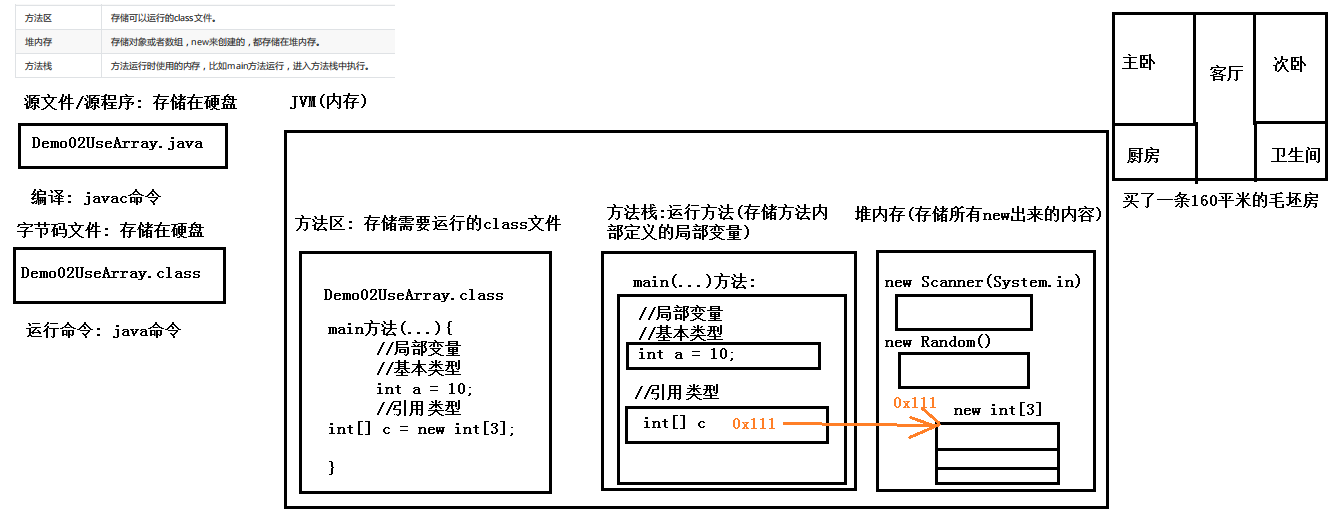 方法区 存储可以运行的class文件。
堆内存 存储对象或者数组，new来创建的，都存储在堆内存。
方法栈 方法运行时使用的内存，比如main方法运行，进入方法栈中执行。
源文件/源程序: 存储在硬盘
Demo02UseArray.java
编译: javac命令
字节码文件: 存储在硬盘
Demo02UseArray.class
运行命令: java命令
JVM(内存)
方法区: 存储需要运行的class文件
Demo02UseArray.class
main方法(...){
//局部变量
//基本类型
int a = 10;
//引用类型
int[] c = new int[3];
}
方法栈:运行方法(存储方法内
部定义的局部变量)
main(...)方法:
//局部变量
//基本类型
int a = 10;
//引用类型
int[] c 0x111
堆内存(存储所有new出来的内容)
new Scanner(System.in)
new Random()
0x111
new int[3]
主卧
客厅
次卧
厨房
卫生间
买了一条160平米的毛坯房